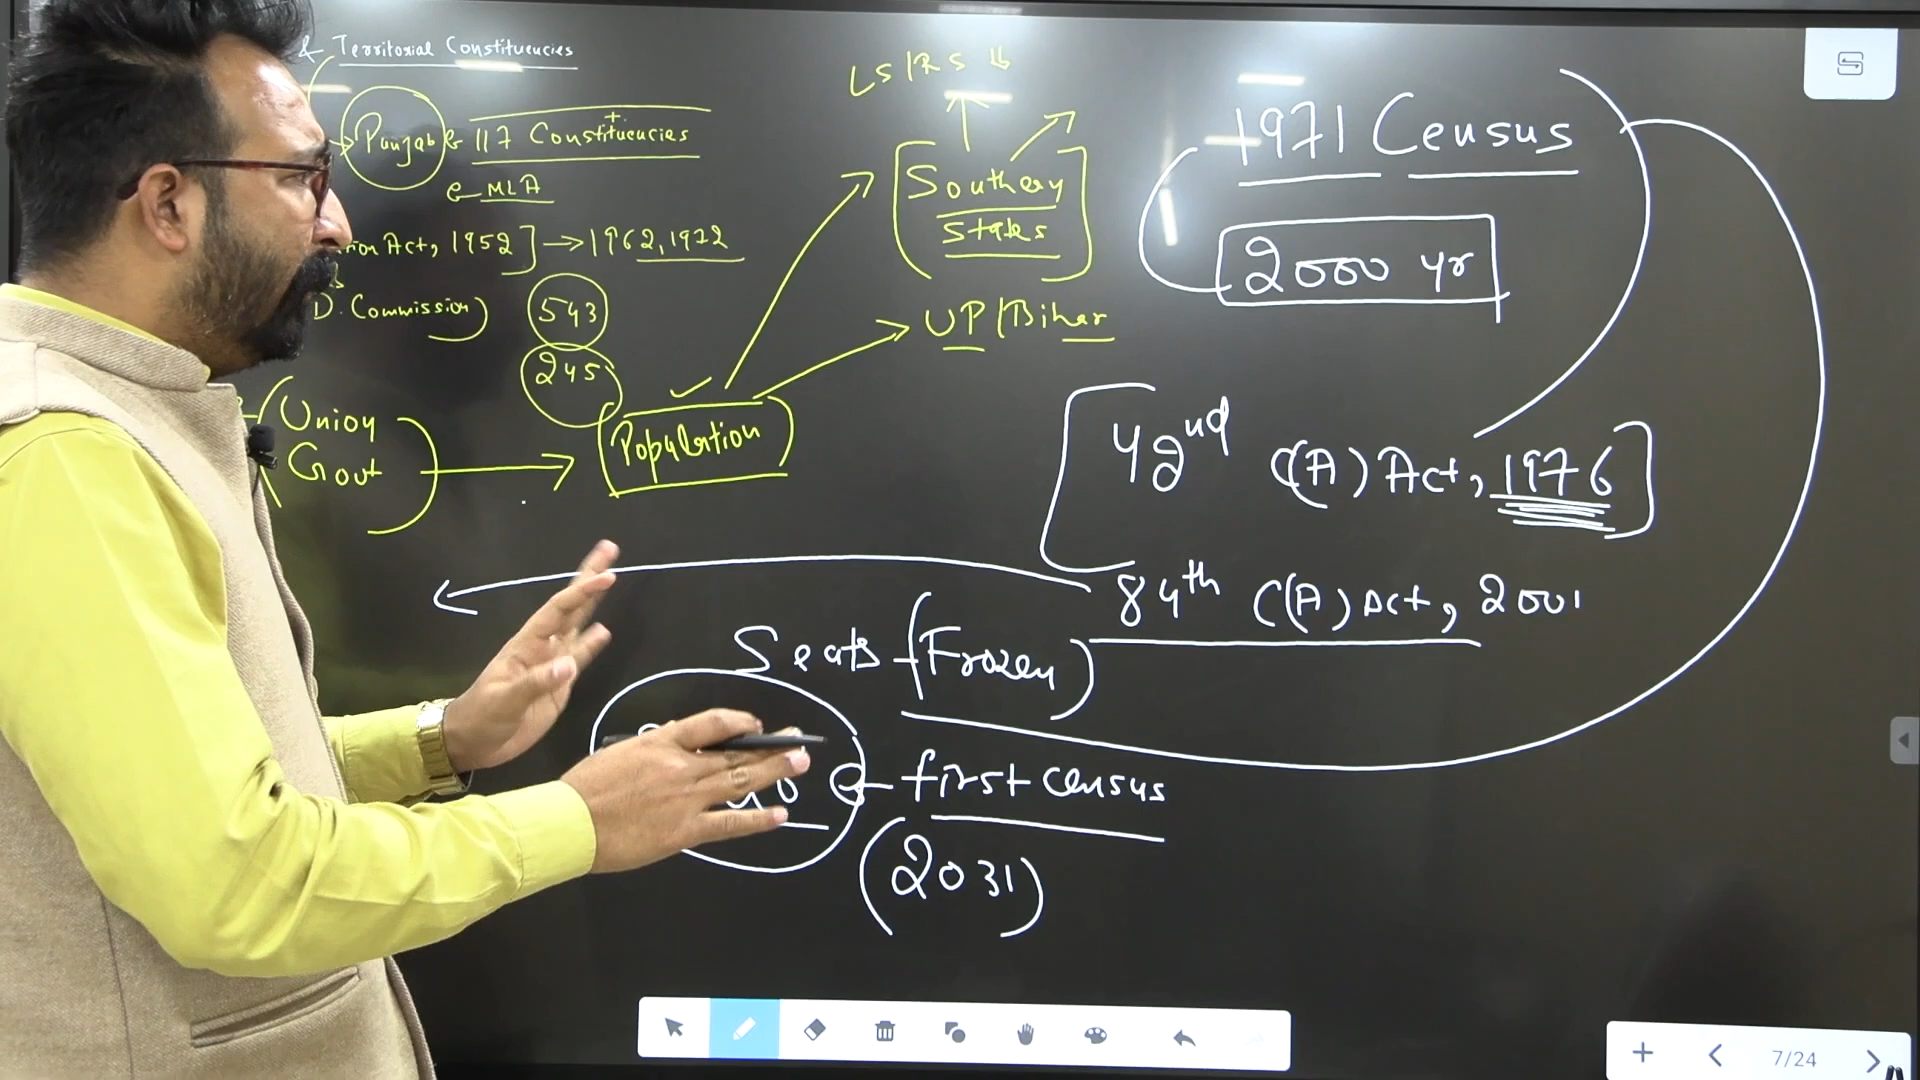 & Territorial Constituencies
Punjab 117 Constituencies
MLA
Act, 1952] → 1962, 1972
D. Commission)
543
245
Union
Govt
Population
LS/RS
Southern
States
UP/Bihar
1971 Census
2000 yr
42nd C(A) Act, 1976
84th C(A) Act, 2001
Seats (Frozen)
first census
(2031)
7/24